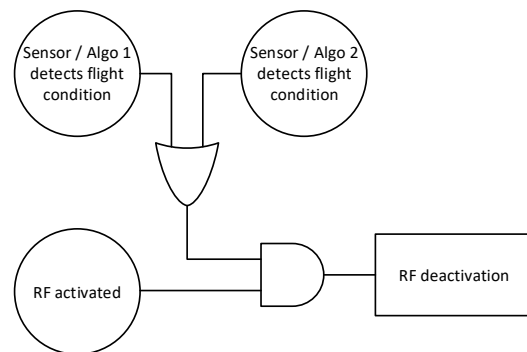 Sensor / Algo 1
detects flight
condition
Sensor / Algo 2
detects flight
condition
RF activated
RF deactivation